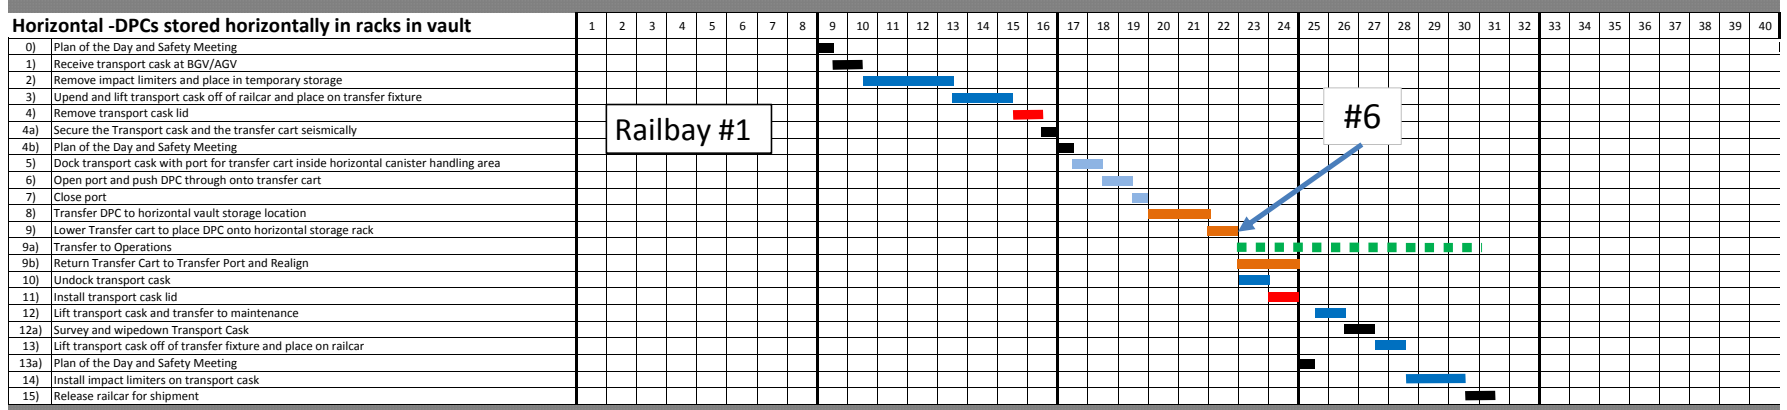 Horizontal -DPCs stored horizontally in racks in vault 1 2 3 4 5 6 7 8 9 10 11 12 13 14 15 16 17 18 19 20 21 22 23 24 25 26 27 28 29 30 31 32 33 34 35 36 37 38 39 40
0) Plan of the Day and Safety Meeting
1) Receive transport cask at BGV/AGV
2) Remove impact limiters and place in temporary storage
3) Upend and lift transport cask off of railcar and place on transfer fixture
4) Remove transport cask lid
4a) Secure the Transport cask and the transfer cart seismically
4b) Plan of the Day and Safety Meeting
5) Dock transport cask with port for transfer cart inside horizontal canister handling area
6) Open port and push DPC through onto transfer cart
7) Close port
8) Transfer DPC to horizontal vault storage location
9) Lower Transfer cart to place DPC onto horizontal storage rack
9a) Transfer to Operations
9b) Return Transfer Cart to Transfer Port and Realign
10) Undock transport cask
11) Install transport cask lid
12) Lift transport cask and transfer to maintenance
12a) Survey and wipedown Transport Cask
13) Lift transport cask off of transfer fixture and place on railcar
13a) Plan of the Day and Safety Meeting
14) Install impact limiters on transport cask
15) Release railcar for shipment
Railbay #1
#6